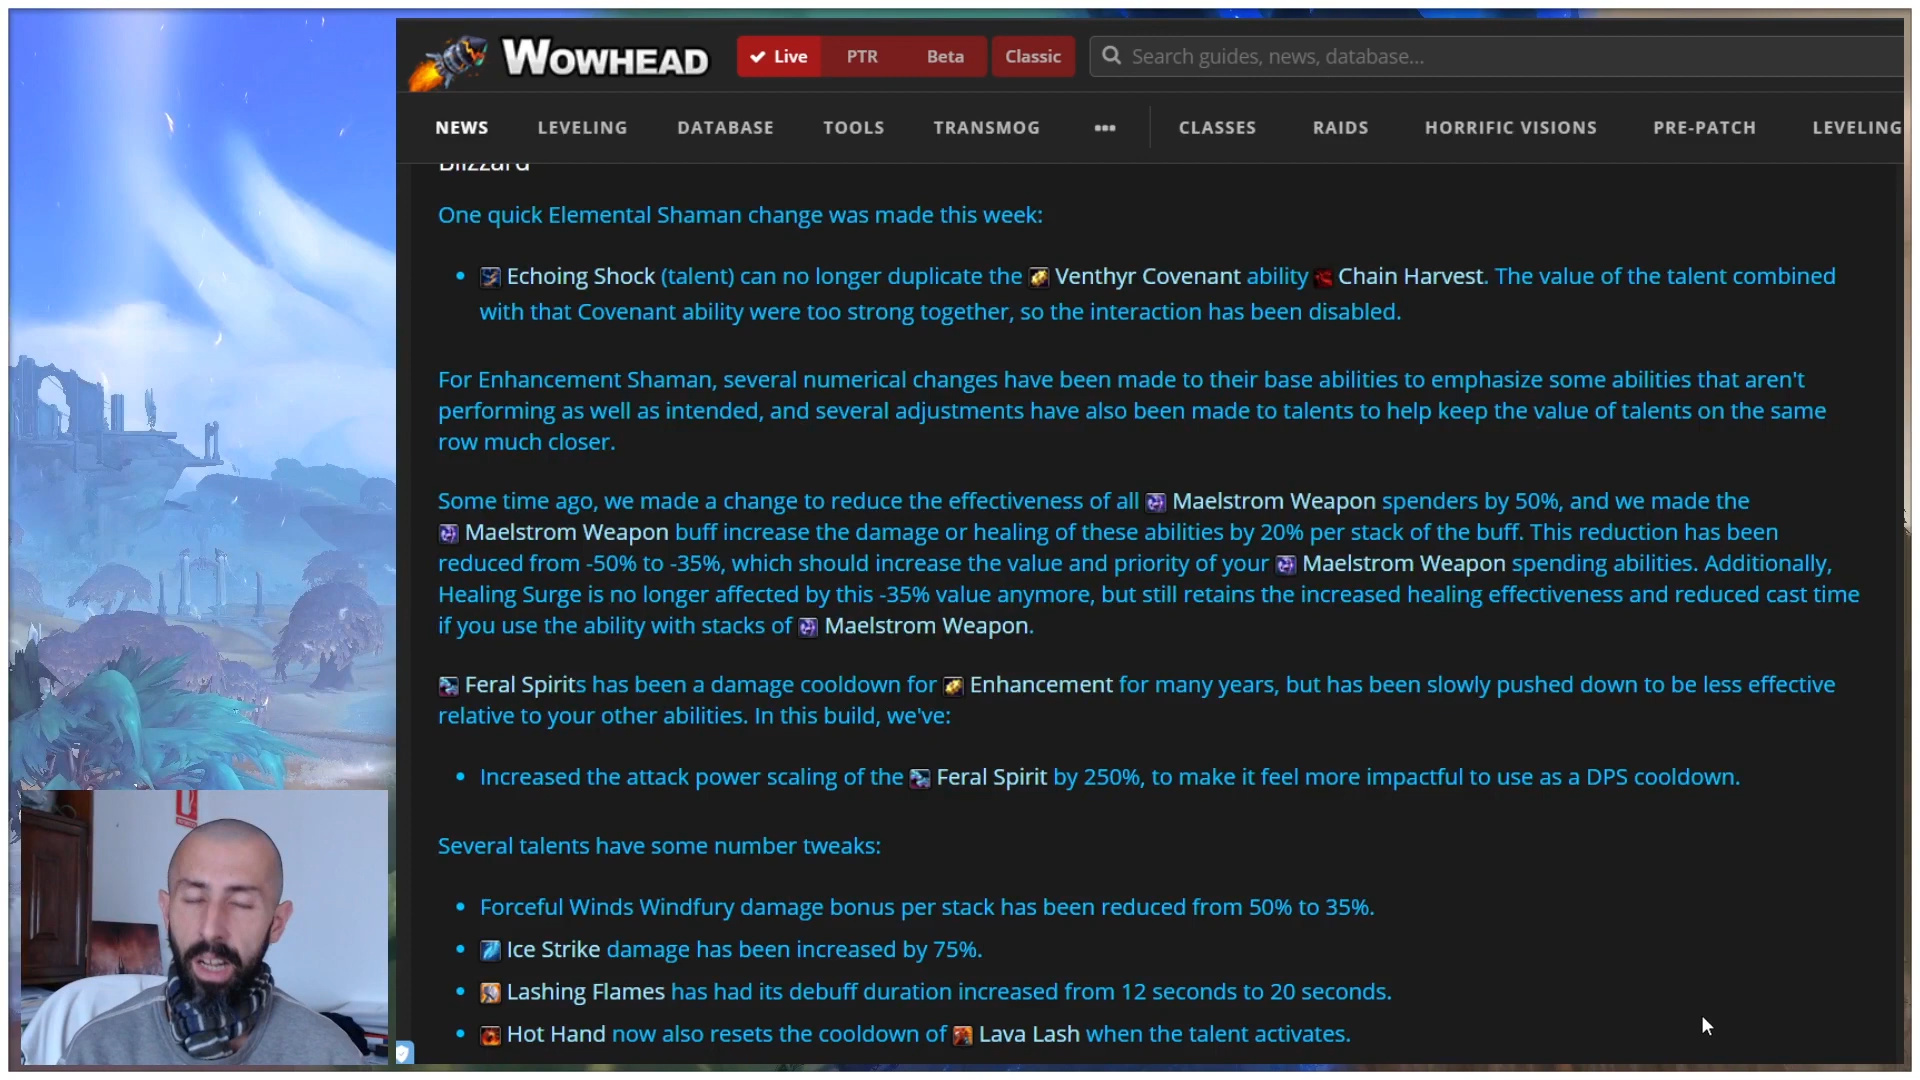 WOWHEAD
Live PTR Beta Classic
Search guides, news, database...
NEWS LEVELING DATABASE TOOLS TRANSMOG ••• CLASSES RAIDS HORRIFIC VISIONS PRE-PATCH LEVELING
Blizzard
One quick Elemental Shaman change was made this week:
• Echoing Shock (talent) can no longer duplicate the Venthyr Covenant ability Chain Harvest. The value of the talent combined
with that Covenant ability were too strong together, so the interaction has been disabled.
For Enhancement Shaman, several numerical changes have been made to their base abilities to emphasize some abilities that aren't
performing as well as intended, and several adjustments have also been made to talents to help keep the value of talents on the same
row much closer.
Some time ago, we made a change to reduce the effectiveness of all Maelstrom Weapon spenders by 50%, and we made the
Maelstrom Weapon buff increase the damage or healing of these abilities by 20% per stack of the buff. This reduction has been
reduced from -50% to -35%, which should increase the value and priority of your Maelstrom Weapon spending abilities. Additionally,
Healing Surge is no longer affected by this -35% value anymore, but still retains the increased healing effectiveness and reduced cast time
if you use the ability with stacks of Maelstrom Weapon.
Feral Spirits has been a damage cooldown for Enhancement for many years, but has been slowly pushed down to be less effective
relative to your other abilities. In this build, we've:
• Increased the attack power scaling of the Feral Spirit by 250%, to make it feel more impactful to use as a DPS cooldown.
Several talents have some number tweaks:
• Forceful Winds Windfury damage bonus per stack has been reduced from 50% to 35%.
• Ice Strike damage has been increased by 75%.
• Lashing Flames has had its debuff duration increased from 12 seconds to 20 seconds.
• Hot Hand now also resets the cooldown of Lava Lash when the talent activates.